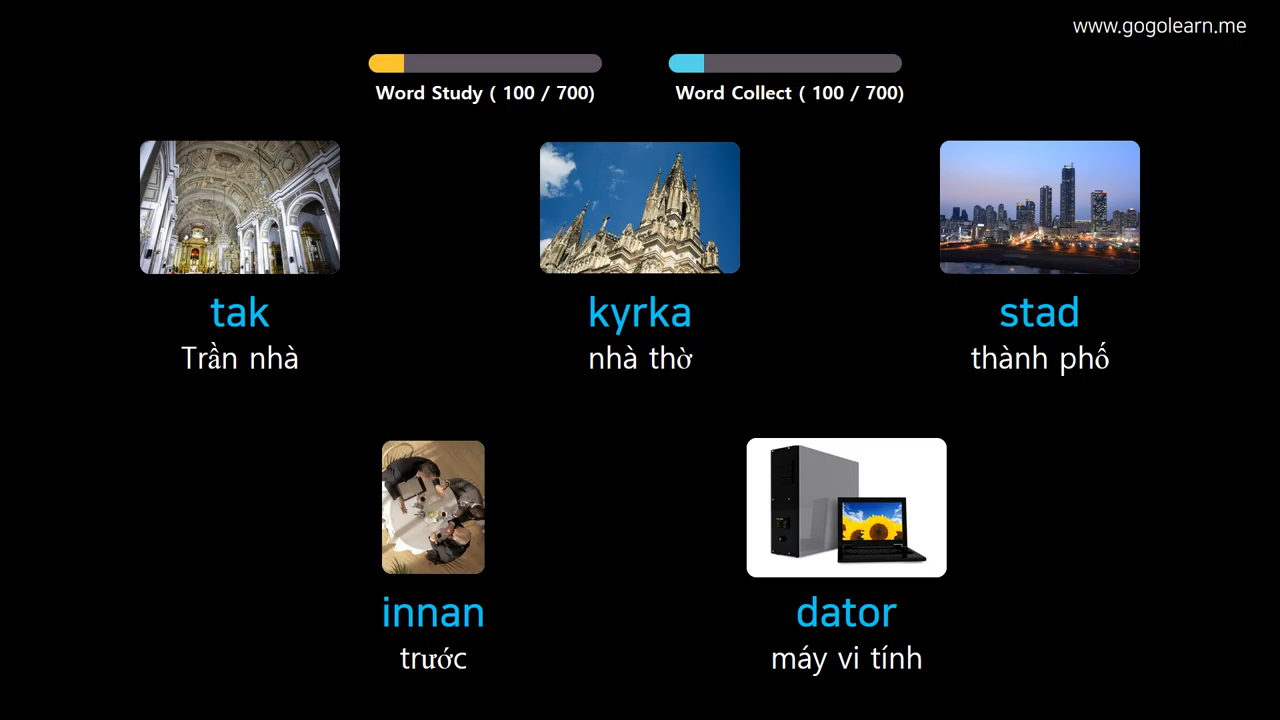 www.gogolearn.me
Word Study ( 100 / 700)
Word Collect ( 100 / 700)
tak
Trần nhà
kyrka
nhà thờ
stad
thành phố
innan
trước
dator
máy vi tính